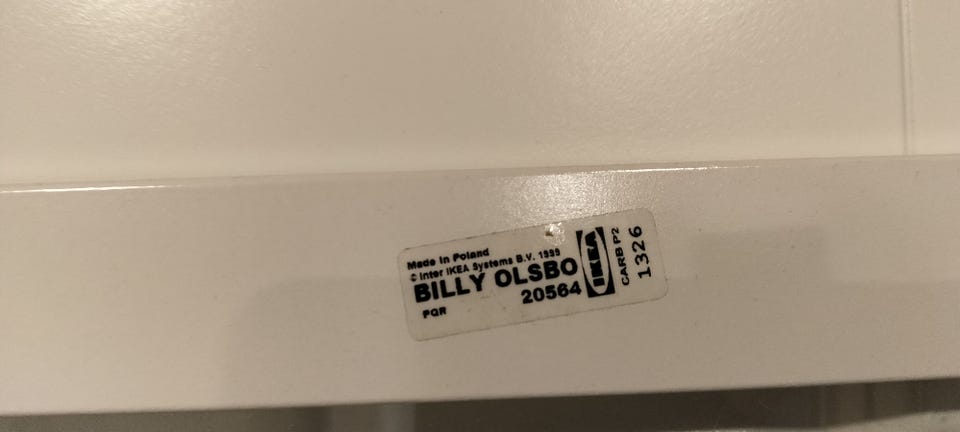 Made in Poland
© Inter IKEA Systems B.V. 1999
BILLY OLSBO
20564
PQR
IKEA
CARB P2
1326